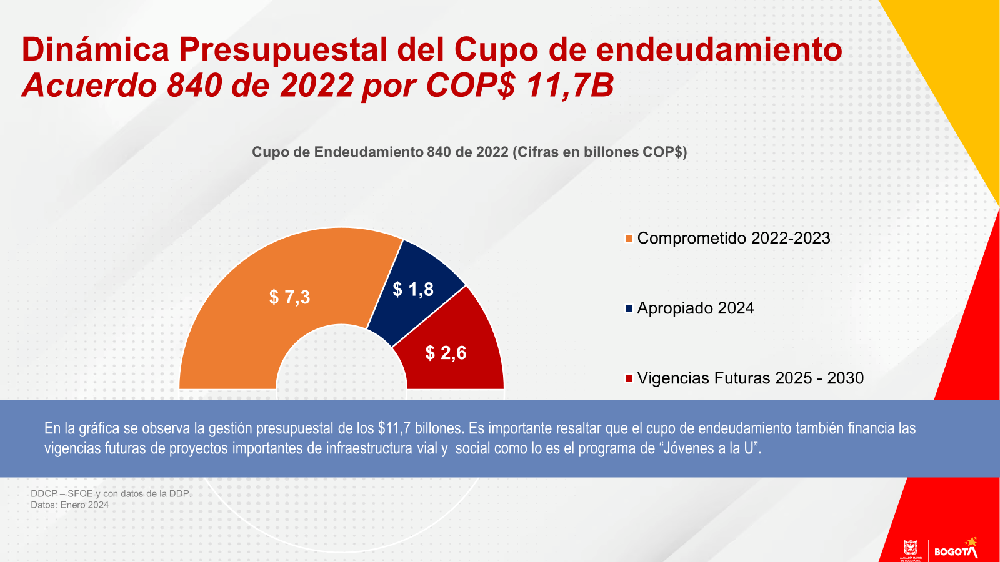 Dinámica Presupuestal del Cupo de endeudamiento
Acuerdo 840 de 2022 por COP$ 11,7B
Cupo de Endeudamiento 840 de 2022 (Cifras en billones COP$)
$ 7,3
$ 1,8
$ 2,6
Comprometido 2022-2023
Apropiado 2024
Vigencias Futuras 2025 - 2030
En la gráfica se observa la gestión presupuestal de los $11,7 billones. Es importante resaltar que el cupo de endeudamiento también financia las
vigencias futuras de proyectos importantes de infraestructura vial y  social como lo es el programa de “Jóvenes a la U”.
DDCP – SFOE y con datos de la DDP.
Datos: Enero 2024
ALCALDÍA MAYOR
DE BOGOTÁ D.C.
BOGOTÁ